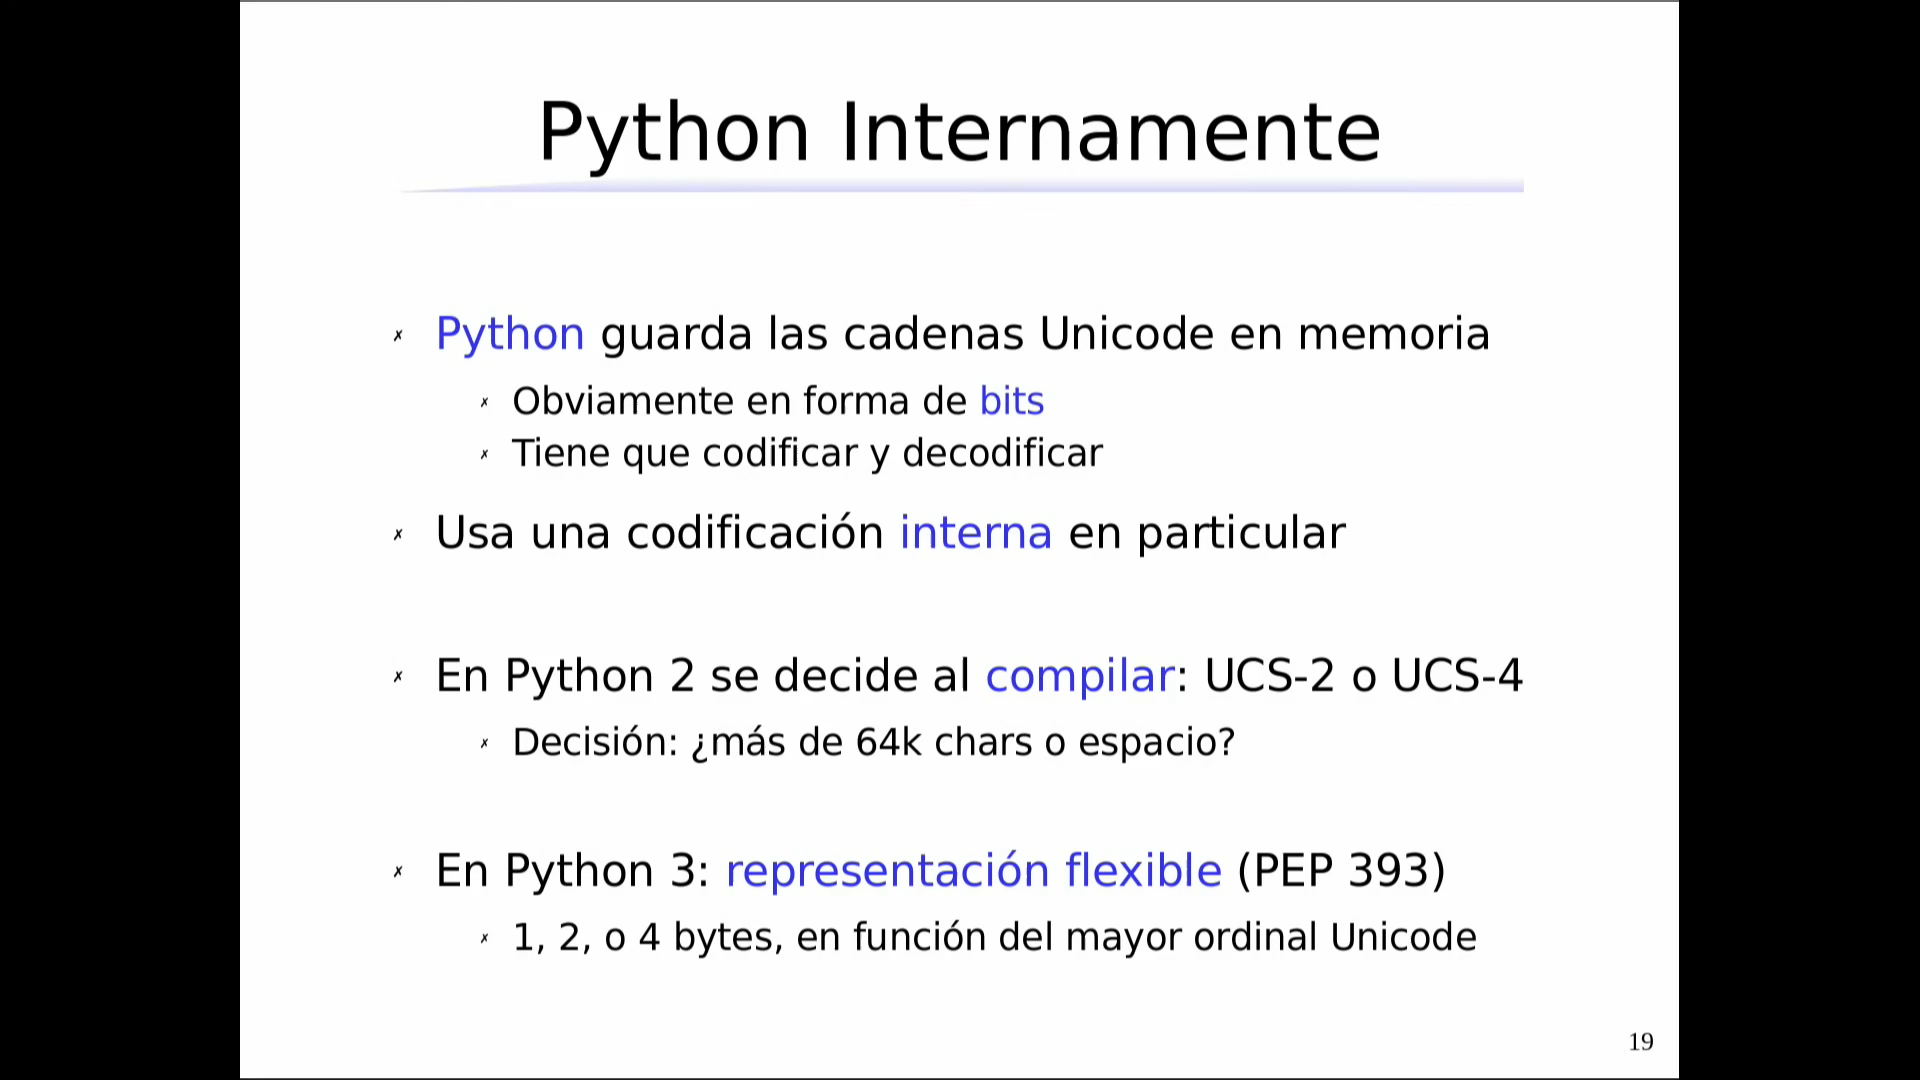 Python Internamente
Python guarda las cadenas Unicode en memoria
Obviamente en forma de bits
Tiene que codificar y decodificar
Usa una codificación interna en particular
En Python 2 se decide al compilar: UCS-2 o UCS-4
Decisión: ¿más de 64k chars o espacio?
En Python 3: representación flexible (PEP 393)
1, 2, o 4 bytes, en función del mayor ordinal Unicode
19